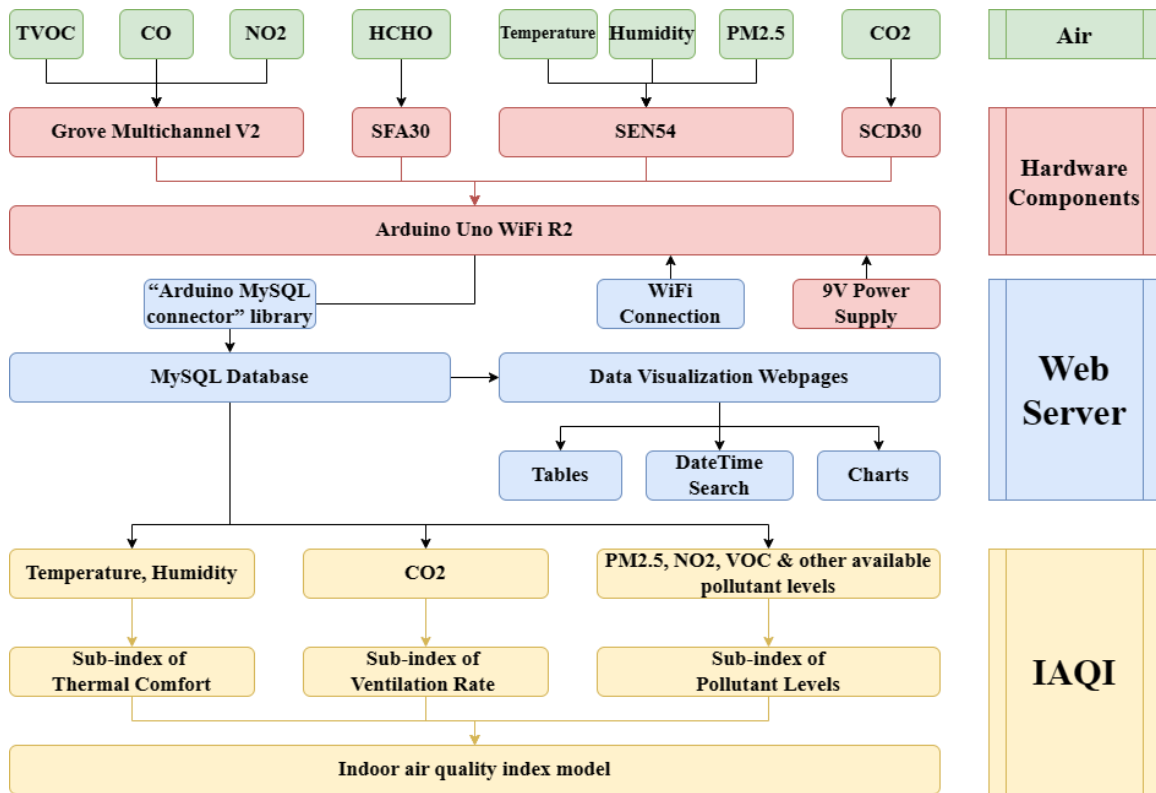 TVOC
CO
NO2
HCHO
Temperature
Humidity
PM2.5
CO2
Air
Grove Multichannel V2
SFA30
SEN54
SCD30
Hardware
Components
Arduino Uno WiFi R2
“Arduino MySQL
connector” library
WiFi
Connection
9V Power
Supply
MySQL Database
Data Visualization Webpages
Web
Server
Tables
DateTime
Search
Charts
Temperature, Humidity
CO2
PM2.5, NO2, VOC & other available
pollutant levels
Sub-index of
Thermal Comfort
Sub-index of
Ventilation Rate
Sub-index of
Pollutant Levels
IAQI
Indoor air quality index model